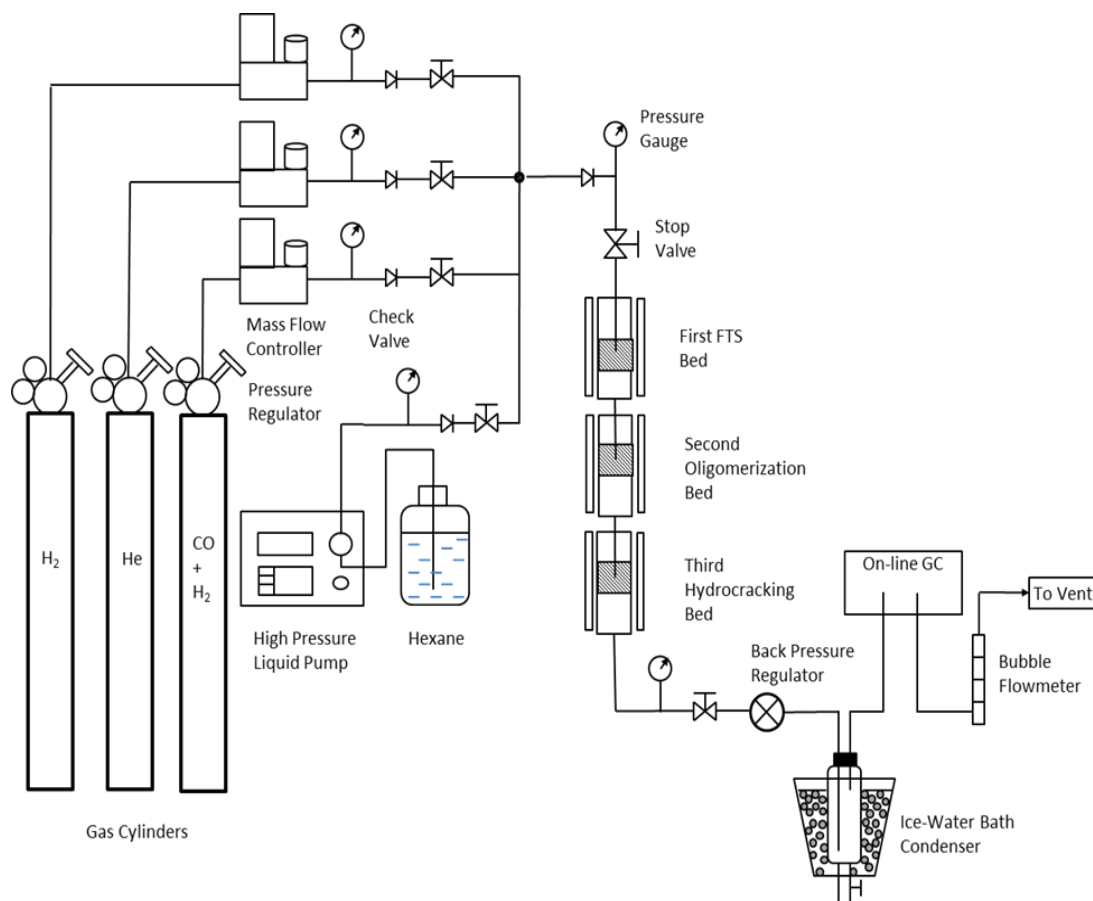 Pressure
Gauge
Stop
Valve
Mass Flow
Controller
Check
Valve
First FTS
Bed
Pressure
Regulator
Second
Oligomerization
Bed
H2
He
CO
+
H2
Third
Hydrocracking
Bed
On-line GC
To Vent
High Pressure
Liquid Pump
Hexane
Back Pressure
Regulator
Bubble
Flowmeter
Gas Cylinders
Ice-Water Bath
Condenser